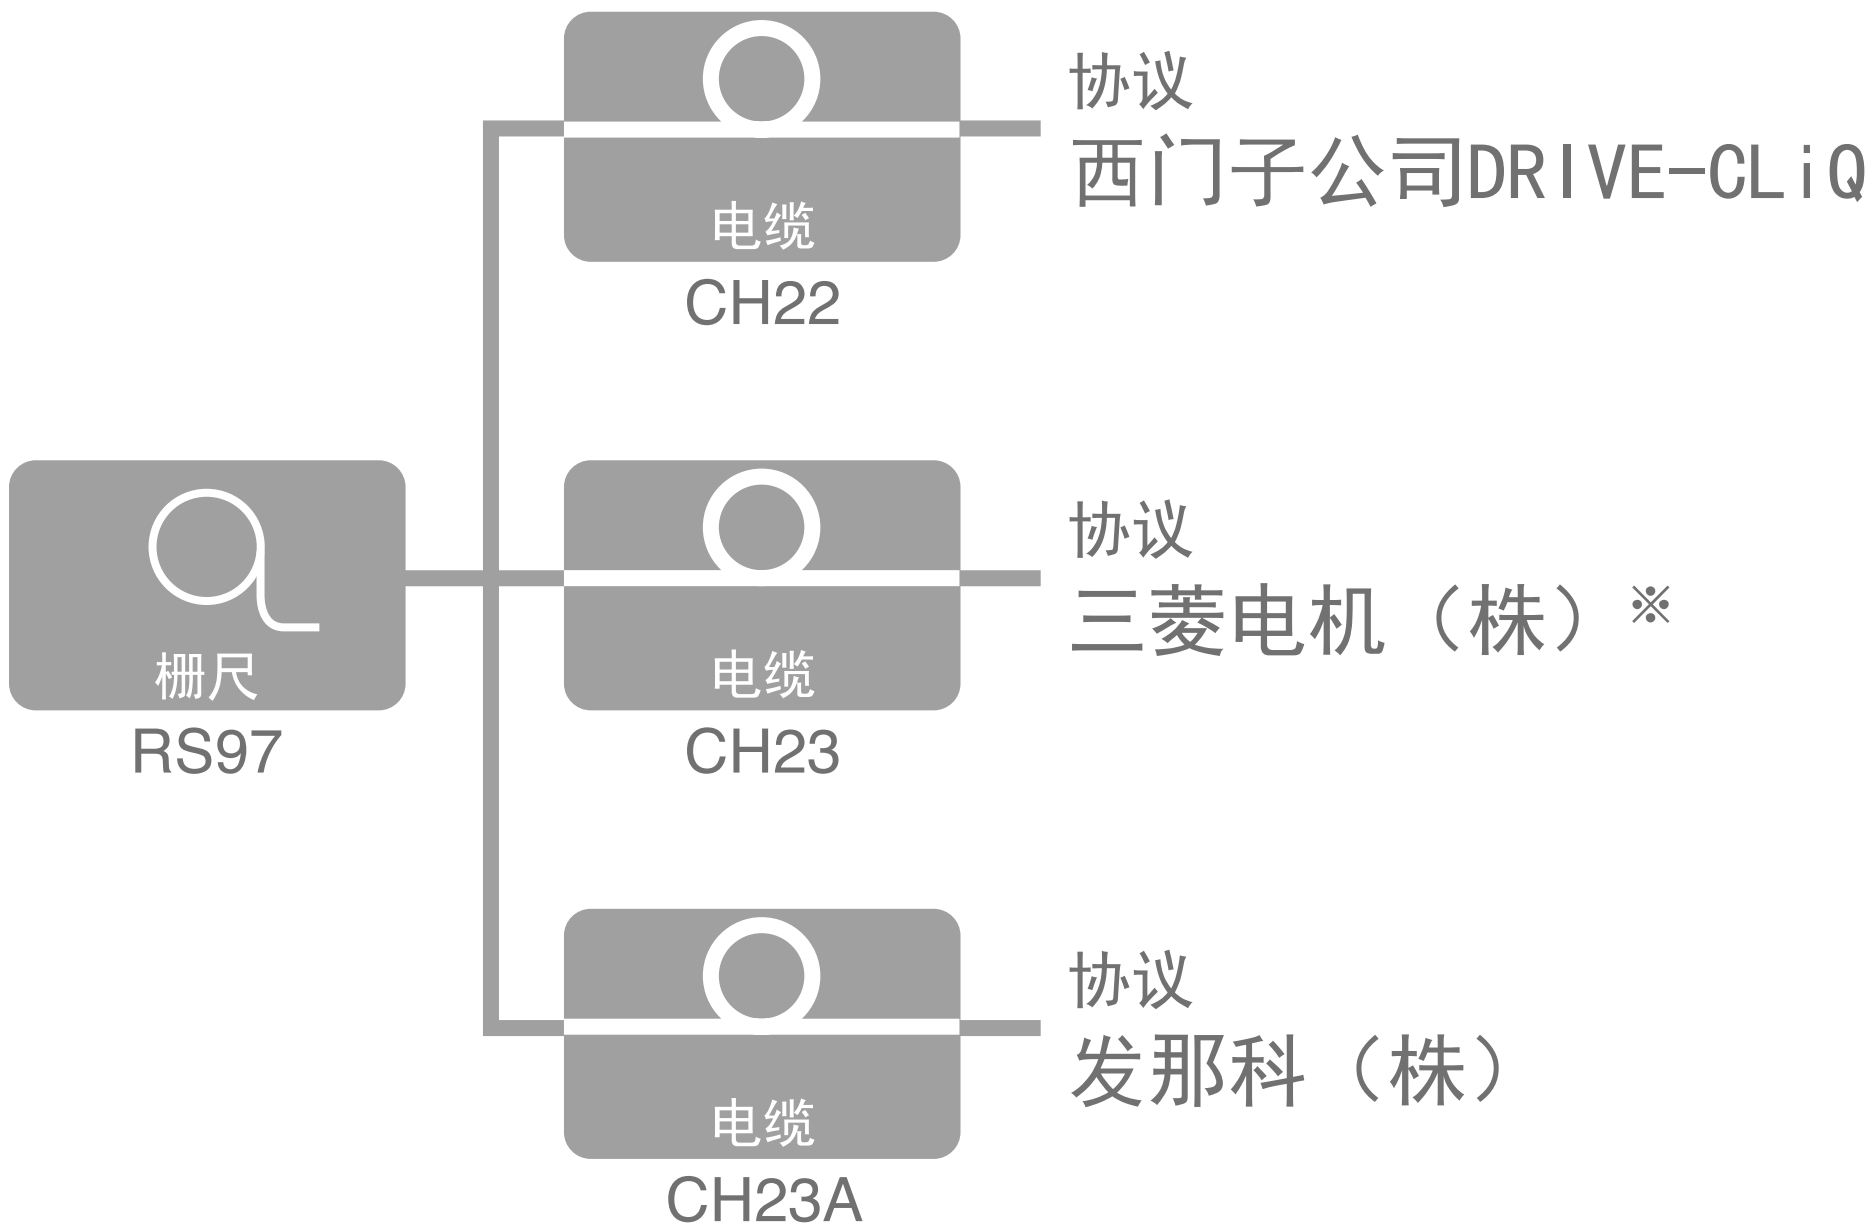 协议
西门子公司DRIVE-CLiQ
电缆
CH22
栅尺
RS97
协议
三菱电机（株）※
电缆
CH23
协议
发那科（株）
电缆
CH23A